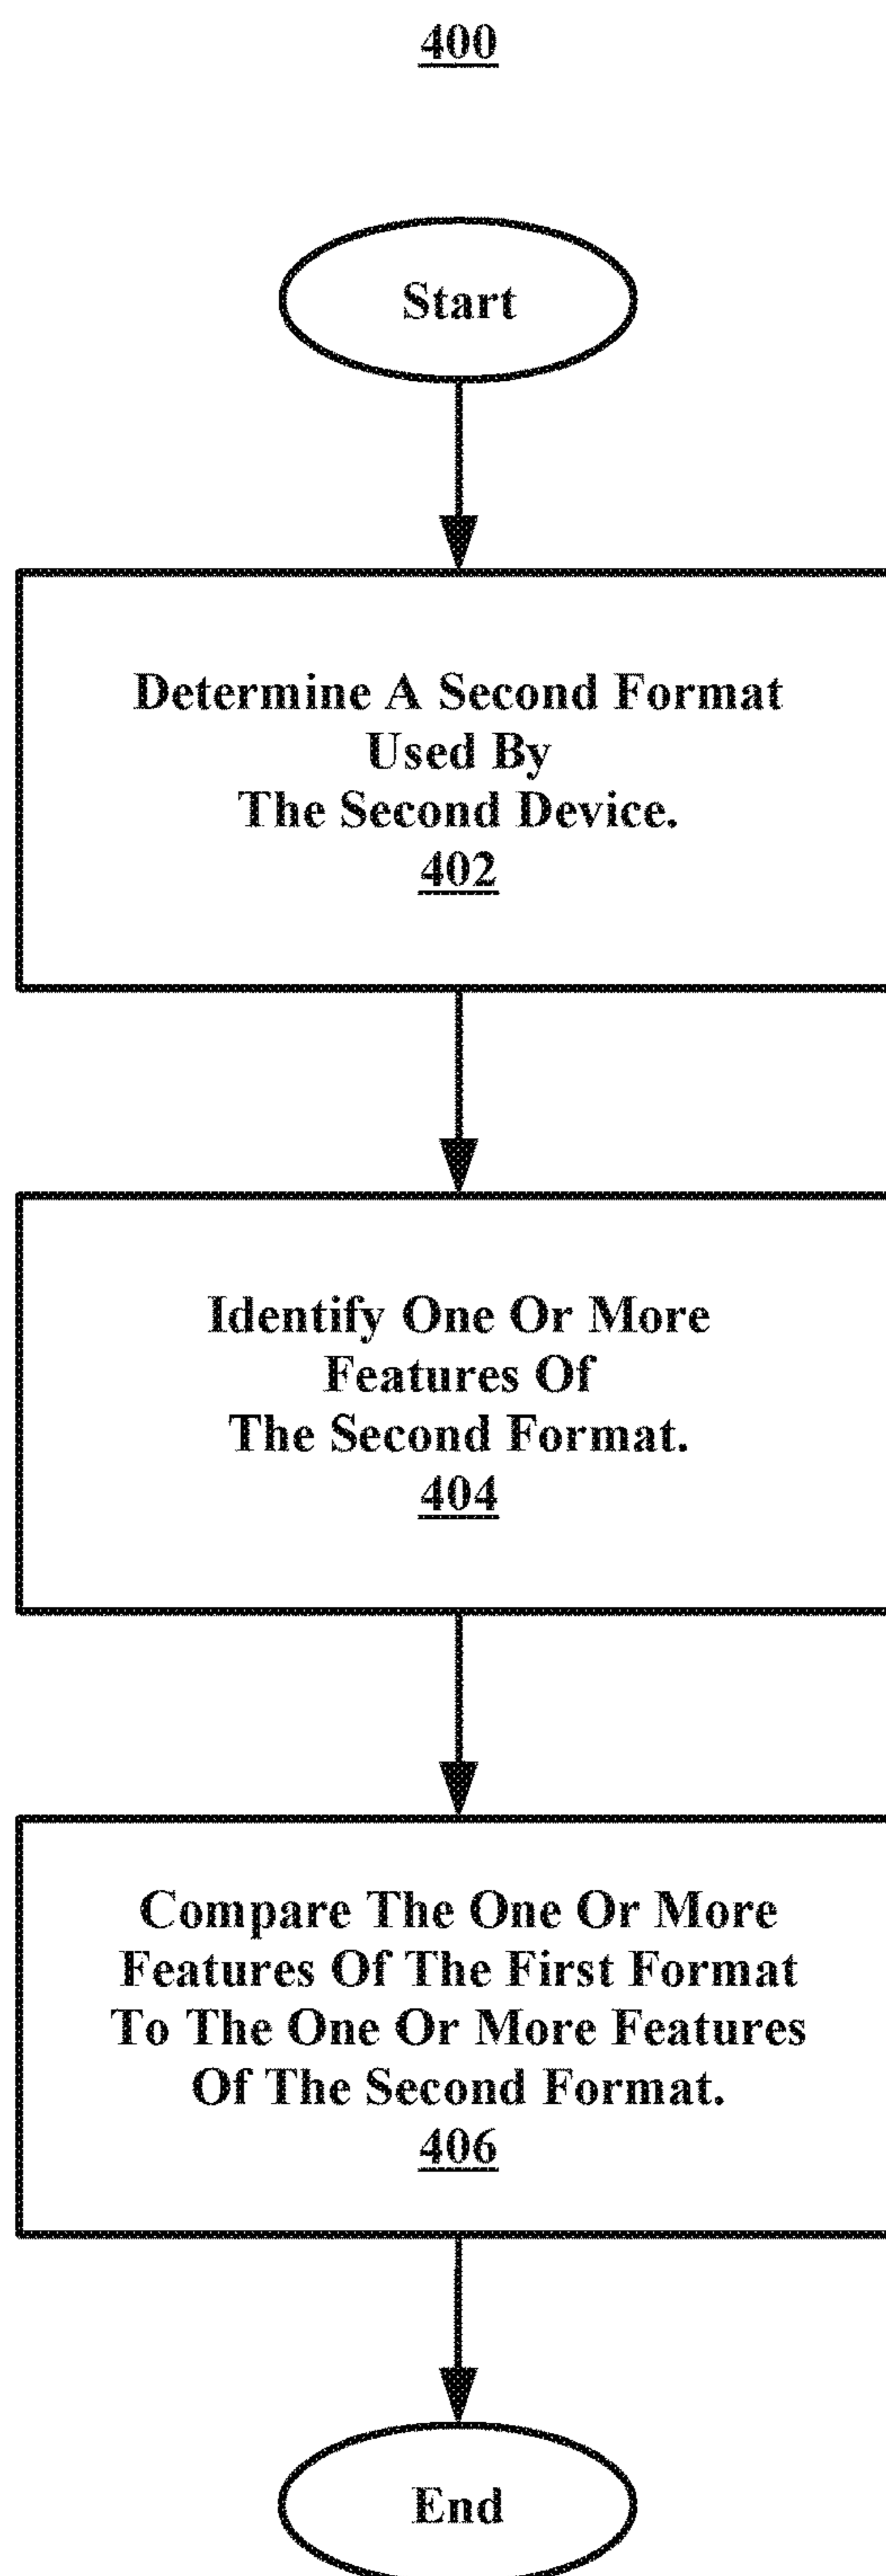 400
Start
Determine A Second Format
Used By
The Second Device.
402
Identify One Or More
Features Of
The Second Format.
404
Compare The One Or More
Features Of The First Format
To The One Or More Features
Of The Second Format.
406
End